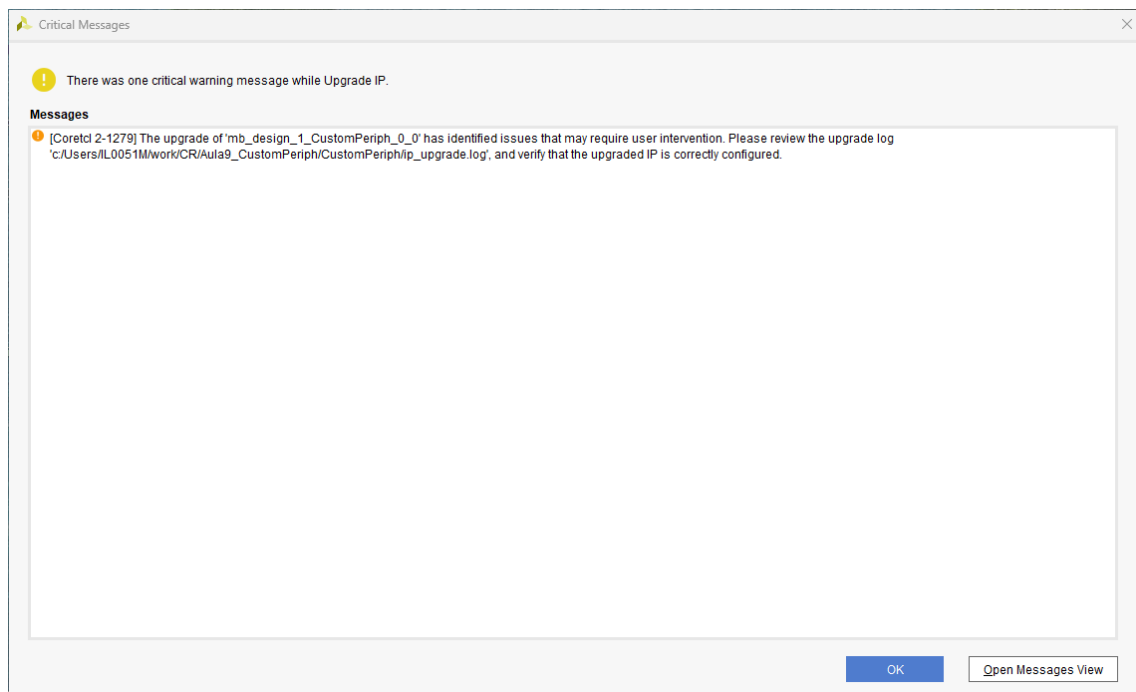 Critical Messages
There was one critical warning message while Upgrade IP.
Messages
[Coretcl 2-1279] The upgrade of 'mb_design_1_CustomPeriph_0_0' has identified issues that may require user intervention. Please review the upgrade log
'c:/Users/IL0051M/work/CR/Aula9_CustomPeriph/CustomPeriph/ip_upgrade.log', and verify that the upgraded IP is correctly configured.
OK
Open Messages View